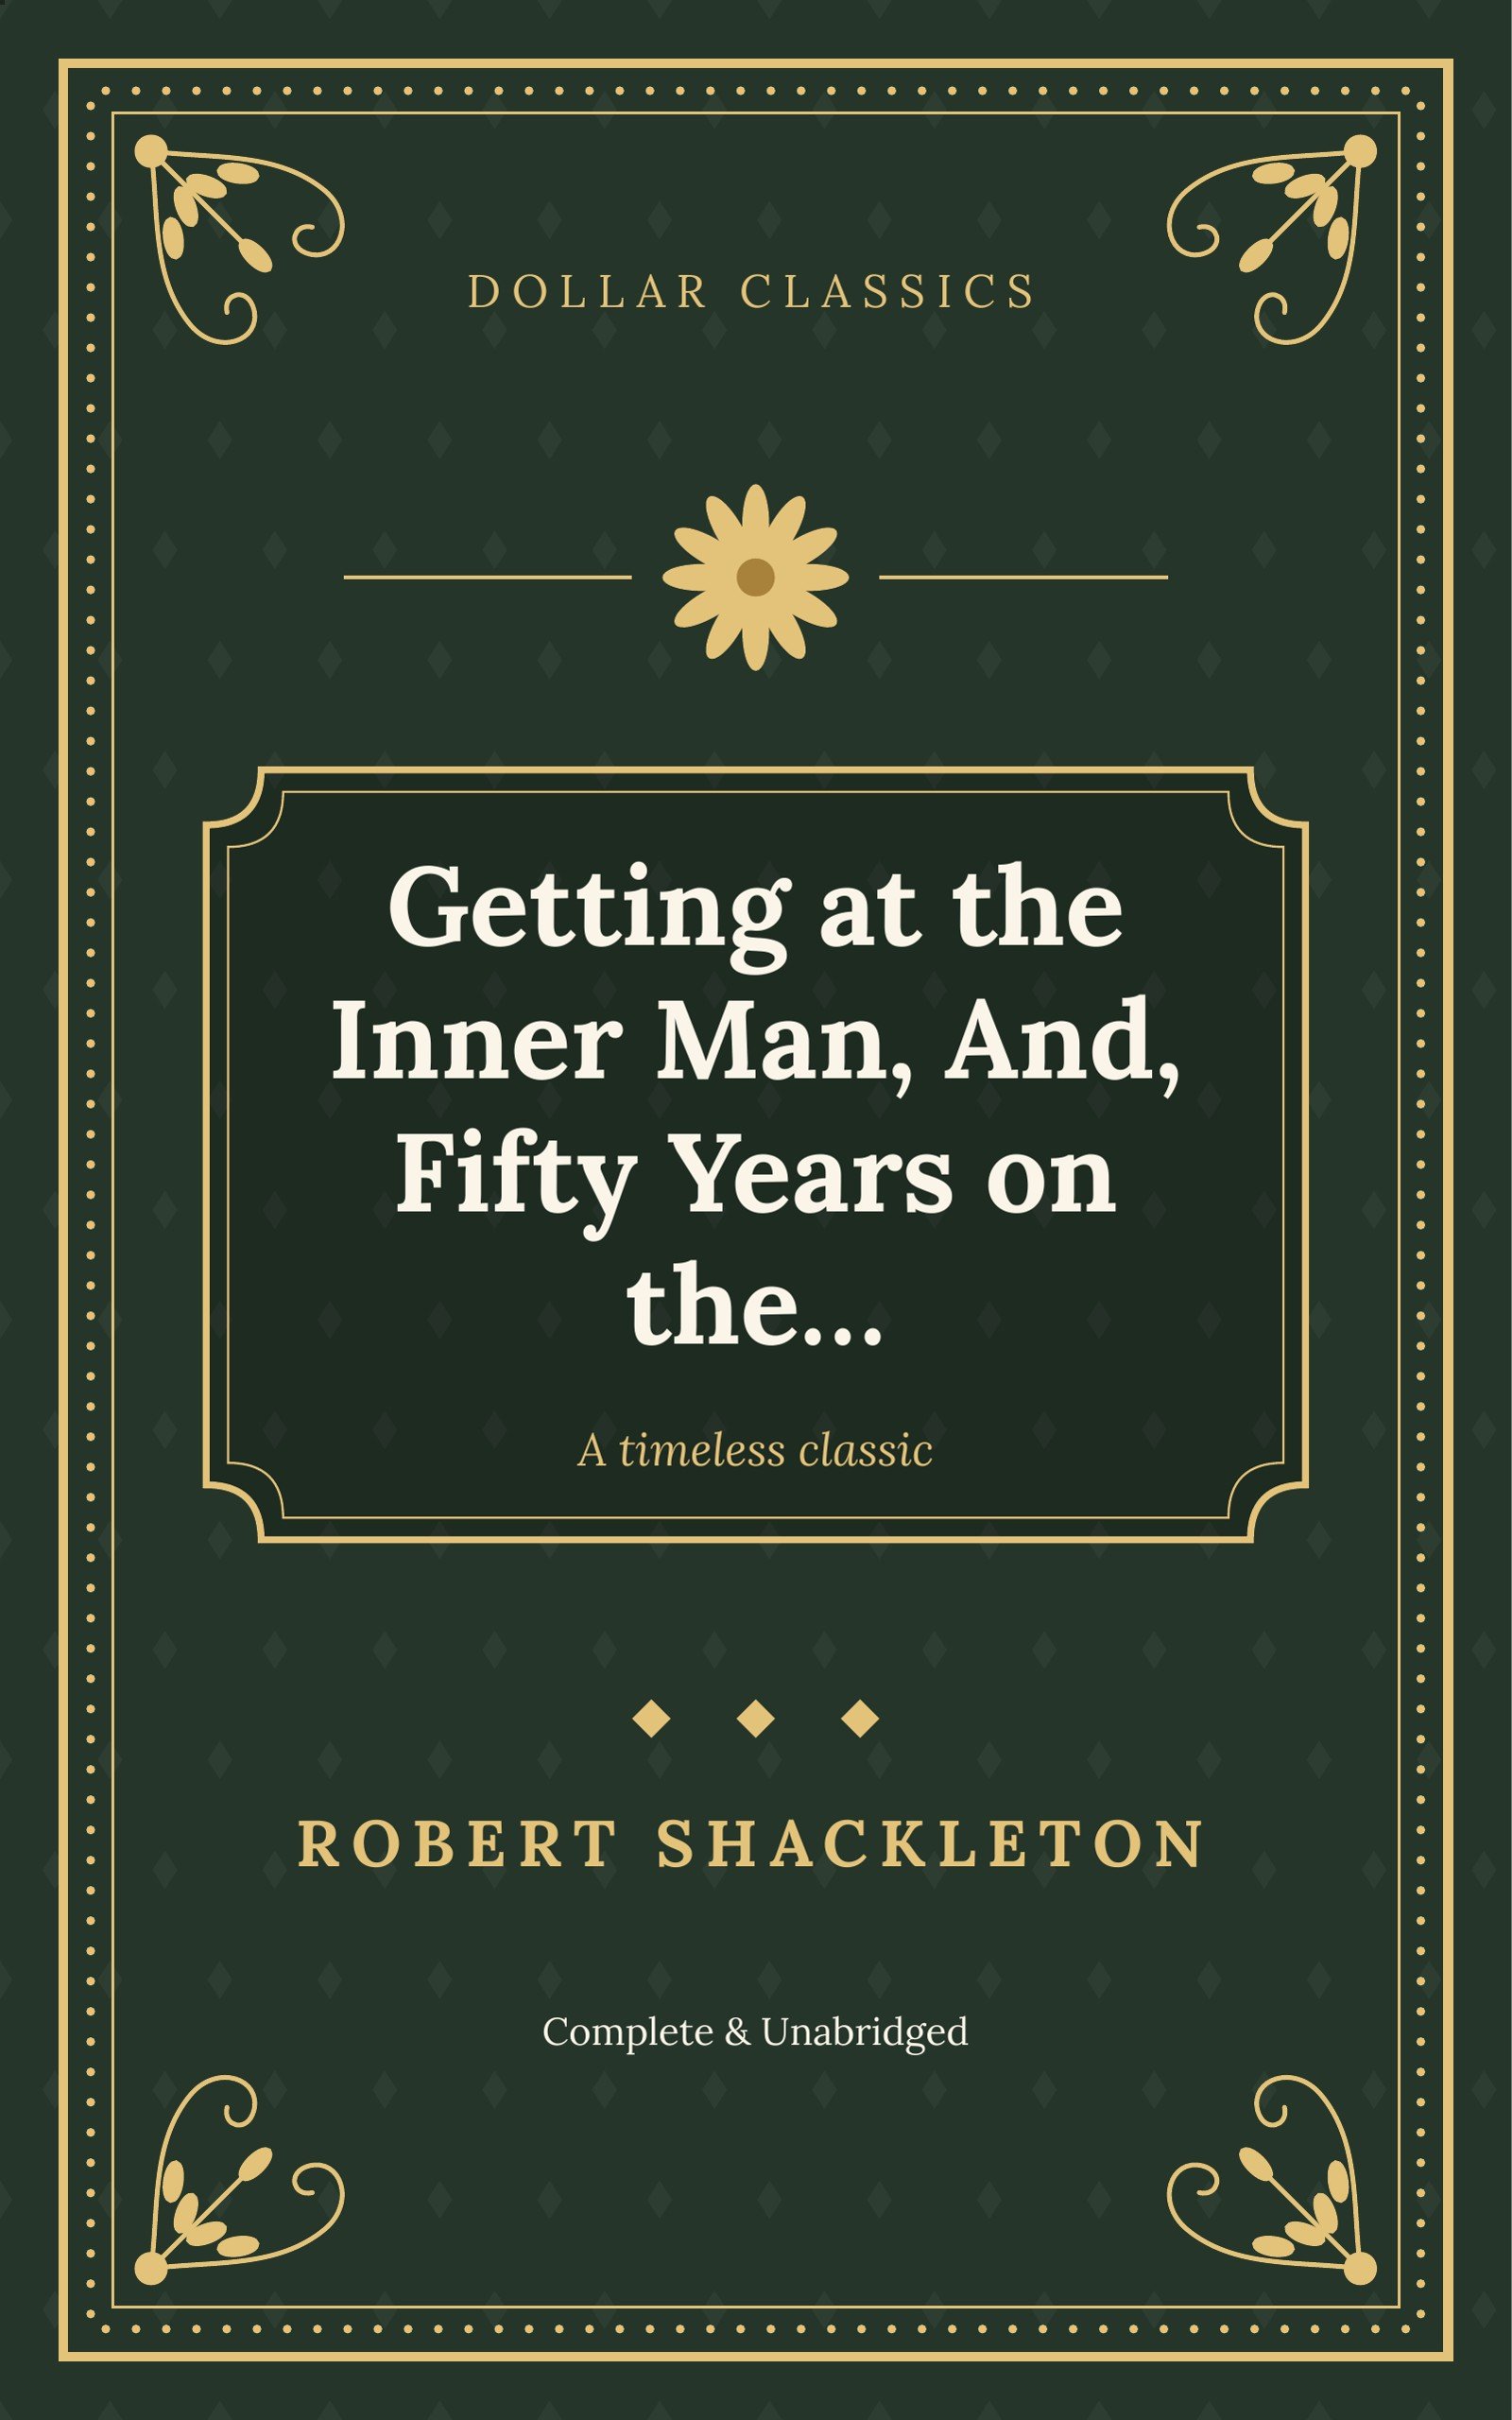 DOLLAR CLASSICS
Getting at the
Inner Man, And,
Fifty Years on
the...
A timeless classic
ROBERT SHACKLETON
Complete & Unabridged